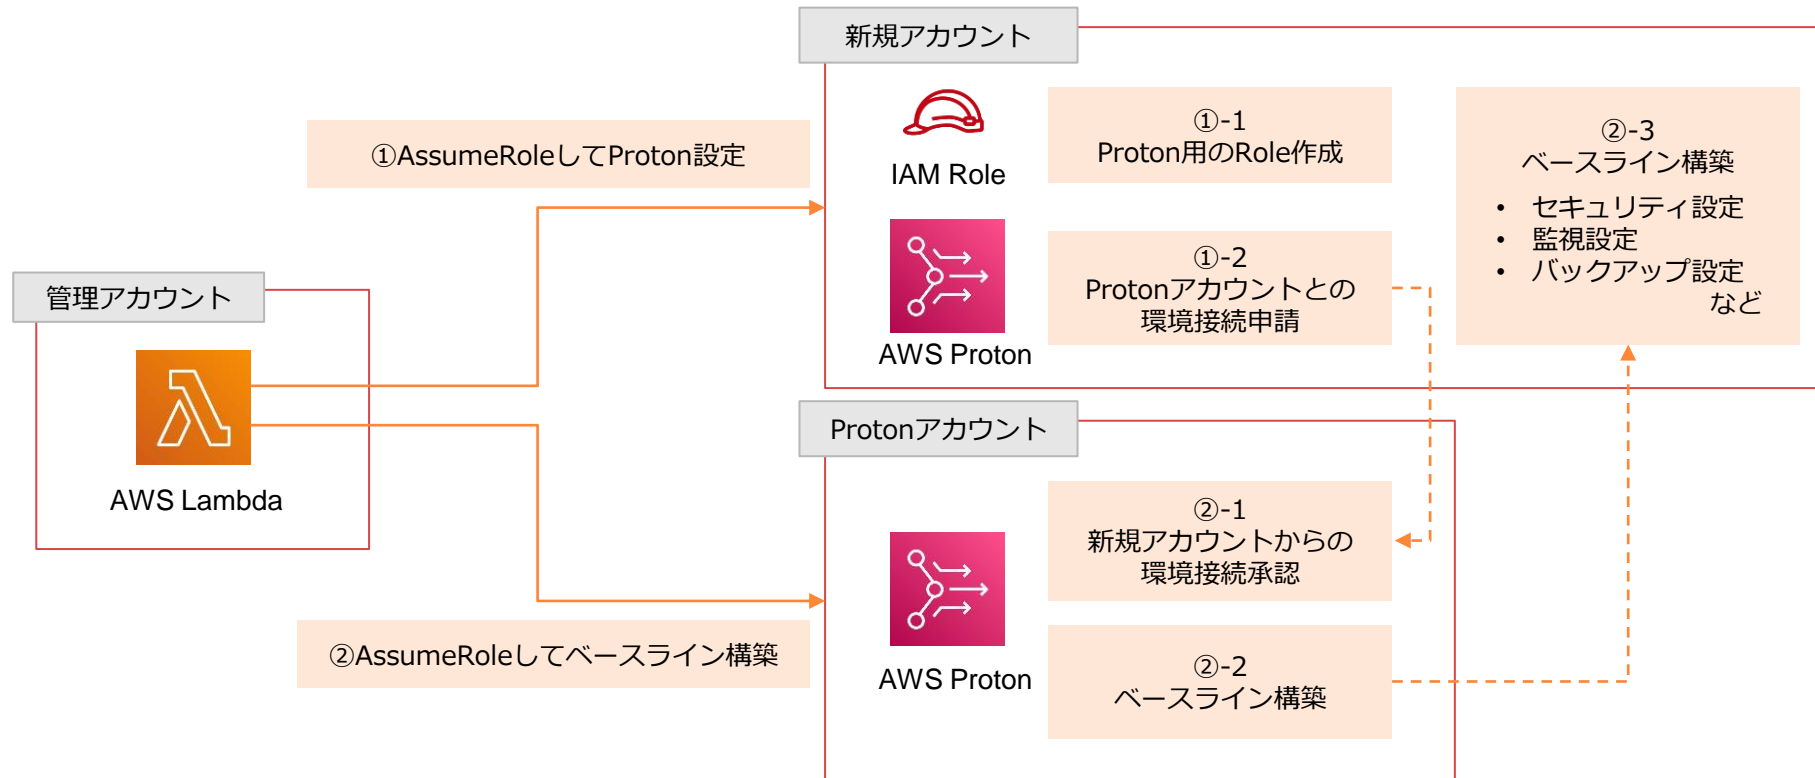 新規アカウント
IAM Role
①-1
Proton用のRole作成
AWS Proton
①-2
Protonアカウントとの
環境接続申請
②-3
ベースライン構築
• セキュリティ設定
• 監視設定
• バックアップ設定
など
①AssumeRoleしてProton設定
管理アカウント
AWS Lambda
②AssumeRoleしてベースライン構築
Protonアカウント
AWS Proton
②-1
新規アカウントからの
環境接続承認
②-2
ベースライン構築